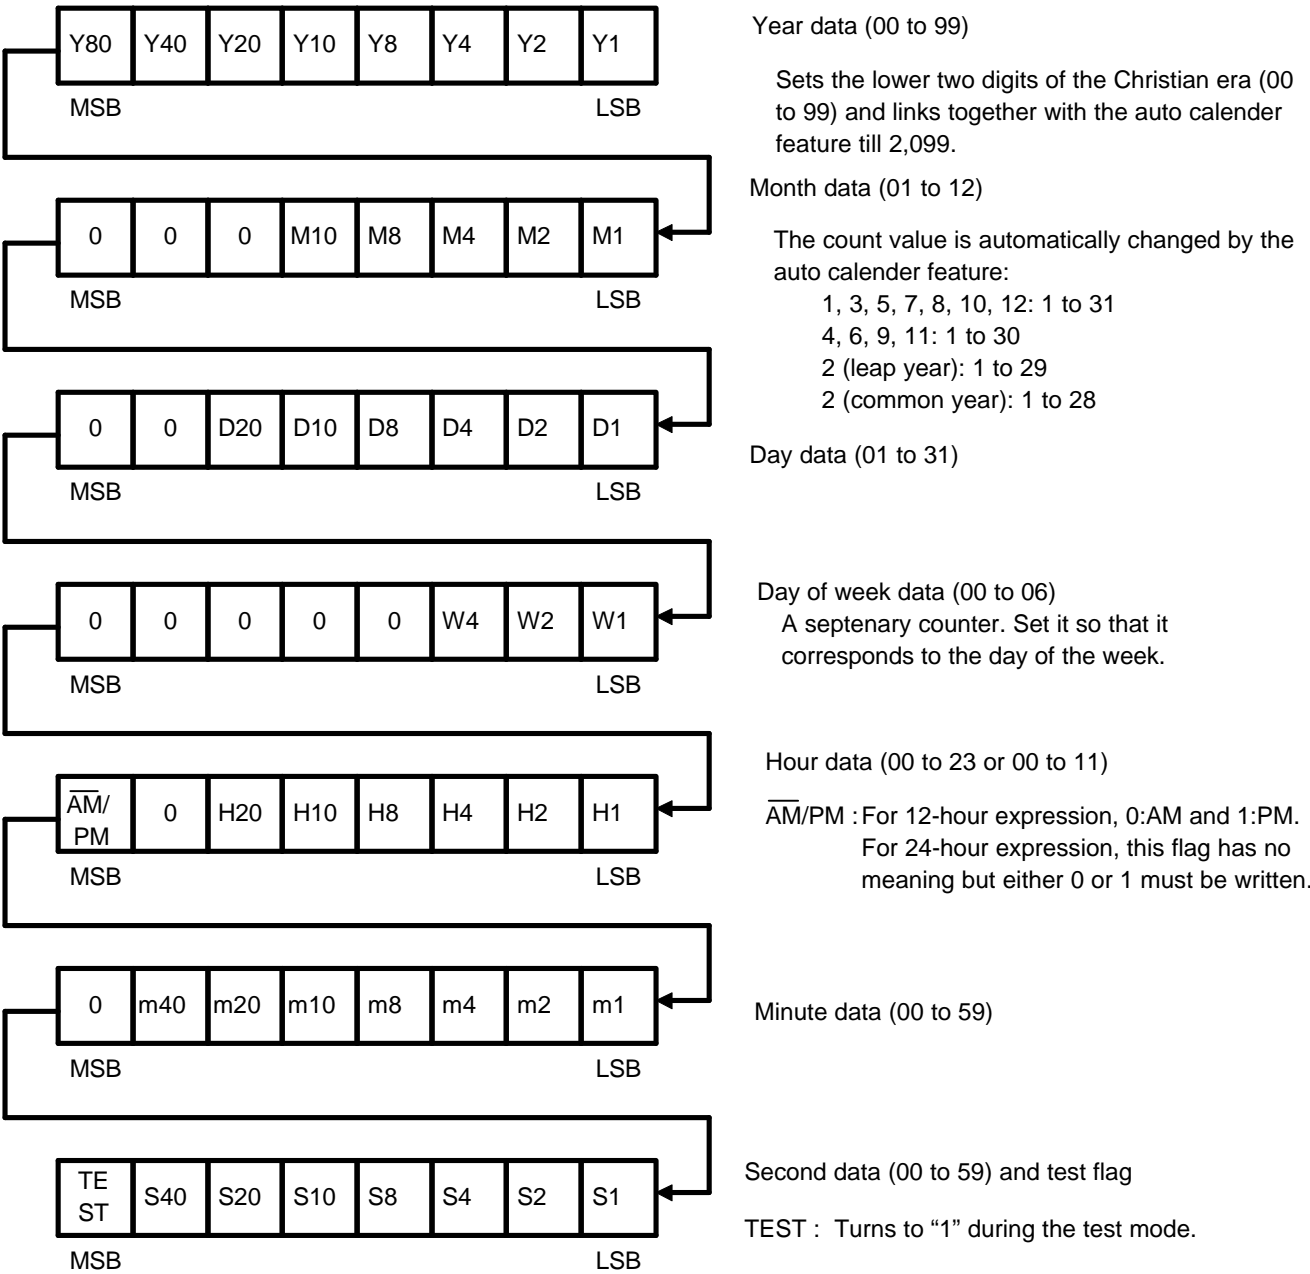 Y80 Y40 Y20 Y10 Y8 Y4 Y2 Y1
MSB LSB
Year data (00 to 99)
Sets the lower two digits of the Christian era (00
to 99) and links together with the auto calender
feature till 2,099.
0 0 0 M10 M8 M4 M2 M1
MSB LSB
Month data (01 to 12)
The count value is automatically changed by the
auto calender feature:
1, 3, 5, 7, 8, 10, 12: 1 to 31
4, 6, 9, 11: 1 to 30
2 (leap year): 1 to 29
2 (common year): 1 to 28
0 0 D20 D10 D8 D4 D2 D1
MSB LSB
Day data (01 to 31)
0 0 0 0 0 W4 W2 W1
MSB LSB
Day of week data (00 to 06)
A septenary counter. Set it so that it
corresponds to the day of the week.
A̅M̅/
PM
0 H20 H10 H8 H4 H2 H1
MSB LSB
Hour data (00 to 23 or 00 to 11)
A̅M̅/PM : For 12-hour expression, 0:AM and 1:PM.
For 24-hour expression, this flag has no
meaning but either 0 or 1 must be written.
0 m40 m20 m10 m8 m4 m2 m1
MSB LSB
Minute data (00 to 59)
TE
ST
S40 S20 S10 S8 S4 S2 S1
MSB LSB
Second data (00 to 59) and test flag
TEST : Turns to “1” during the test mode.